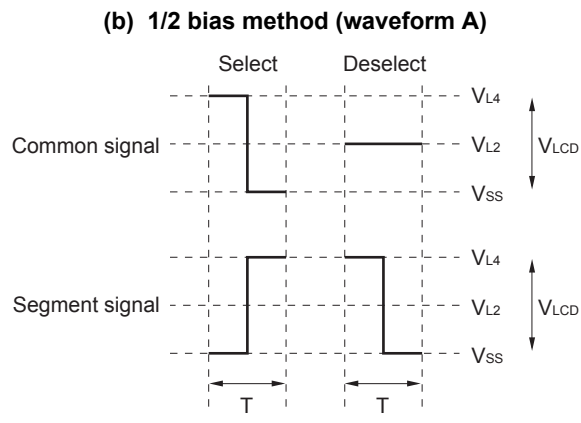 (b) 1/2 bias method (waveform A)
Select Deselect
VL4
Common signal VL2 VLCD
VSS
VL4
Segment signal VL2 VLCD
VSS
T T